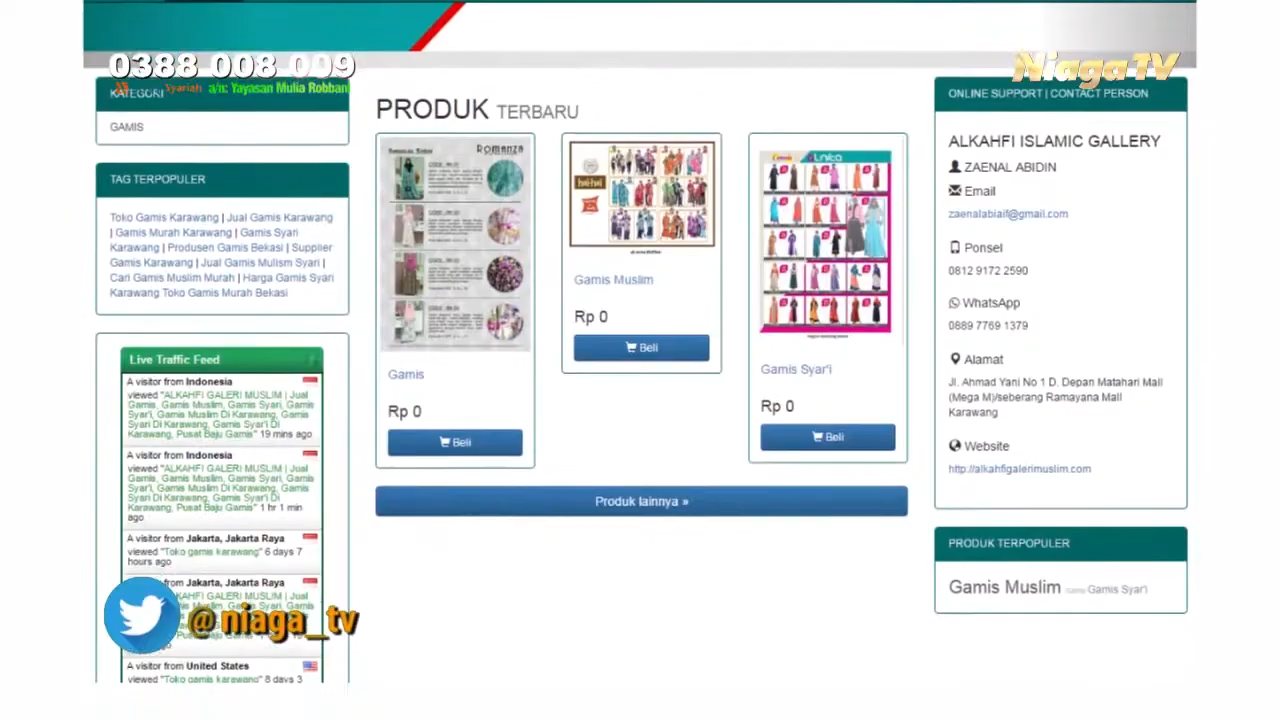 0388 008 009
Syariah a/n: Yayasan Mulia Robbani
Niaga TV
KATEGORI
GAMIS
TAG TERPOPULER
Toko Gamis Karawang | Jual Gamis Karawang
| Gamis Murah Karawang | Gamis Syari
Karawang | Produsen Gamis Bekasi | Supplier
Gamis Karawang | Jual Gamis Mulism Syari |
Cari Gamis Muslim Murah | Harga Gamis Syari
Karawang Toko Gamis Murah Bekasi
Live Traffic Feed
A visitor from Indonesia
viewed "ALKAHFI GALERI MUSLIM | Jual
Gamis, Gamis Muslim, Gamis Syari, Gamis
Syar'i, Gamis Muslim Di Karawang, Gamis
Syari Di Karawang, Gamis Syar'i Di
Karawang, Pusat Baju Gamis" 19 mins ago
A visitor from Indonesia
viewed "ALKAHFI GALERI MUSLIM | Jual
Gamis, Gamis Muslim, Gamis Syari, Gamis
Syar'i, Gamis Muslim Di Karawang, Gamis
Syari Di Karawang, Gamis Syar'i Di
Karawang, Pusat Baju Gamis" 1 hr 1 min
ago
A visitor from Jakarta, Jakarta Raya
viewed "Toko gamis karawang" 6 days 7
hours ago
from Jakarta, Jakarta Raya
ALKAHFI GALERI MUSLIM | Jual
@niaga_tv
A visitor from United States
viewed "Toko gamis karawang" 8 days 3
PRODUK TERBARU
Romanza
Gamis
Rp 0
Beli
Gamis Muslim
Rp 0
Beli
Gamis Syar'i
Rp 0
Beli
Produk lainnya »
ONLINE SUPPORT | CONTACT PERSON
ALKAHFI ISLAMIC GALLERY
ZAENAL ABIDIN
Email
zaenalabiaif@gmail.com
Ponsel
0812 9172 2590
WhatsApp
0889 7769 1379
Alamat
Jl. Ahmad Yani No 1 D. Depan Matahari Mall
(Mega M)/seberang Ramayana Mall
Karawang
Website
http://alkahfigalerimuslim.com
PRODUK TERPOPULER
Gamis Muslim Gamis Gamis Syar'i